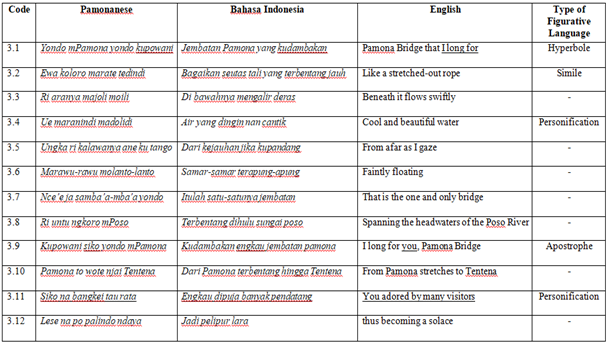 Code Pamonanese Bahasa Indonesia English Type of Figurative Language
3.1 Yondo mPamona yondo kupowani Jembatan Pamona yang kudambakan Pamona Bridge that I long for Hyperbole
3.2 Ewa koloro marate tedindi Bagaikan seutas tali yang terbentang jauh Like a stretched-out rope Simile
3.3 Ri aranya majoli moili Di bawahnya mengalir deras Beneath it flows swiftly -
3.4 Ue maranindi madolidi Air yang dingin nan cantik Cool and beautiful water Personification
3.5 Ungka ri kalawanya ane ku tango Dari kejauhan jika kupandang From afar as I gaze -
3.6 Marawu-rawu molanto-lanto Samar-samar terapung-apung Faintly floating -
3.7 Nce'e ja samba'a-mba'a yondo Itulah satu-satunya jembatan That is the one and only bridge -
3.8 Ri untu ngkoro mPoso Terbentang dihulu sungai poso Spanning the headwaters of the Poso River -
3.9 Kupowani siko yondo mPamona Kudambakan engkau jembatan pamona I long for you, Pamona Bridge Apostrophe
3.10 Pamona to wote njai Tentena Dari Pamona terbentang hingga Tentena From Pamona stretches to Tentena -
3.11 Siko na bangkei tau rata Engkau dipuja banyak pendatang You adored by many visitors Personification
3.12 Lese na po palindo ndaya Jadi pelipur lara thus becoming a solace -